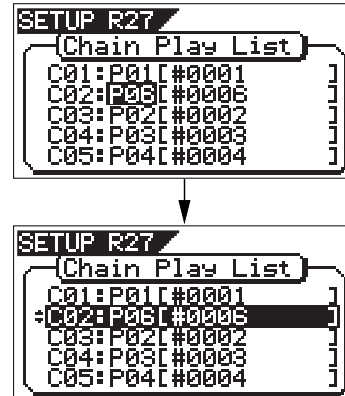 SETUP R27
Chain Play List
C01:P01[#0001 ]
C02:P06[#0006 ]
C03:P02[#0002 ]
C04:P03[#0003 ]
C05:P04[#0004 ]
SETUP R27
Chain Play List
C01:P01[#0001 ]
C02:P06[#0006 ]
C03:P02[#0002 ]
C04:P03[#0003 ]
C05:P04[#0004 ]